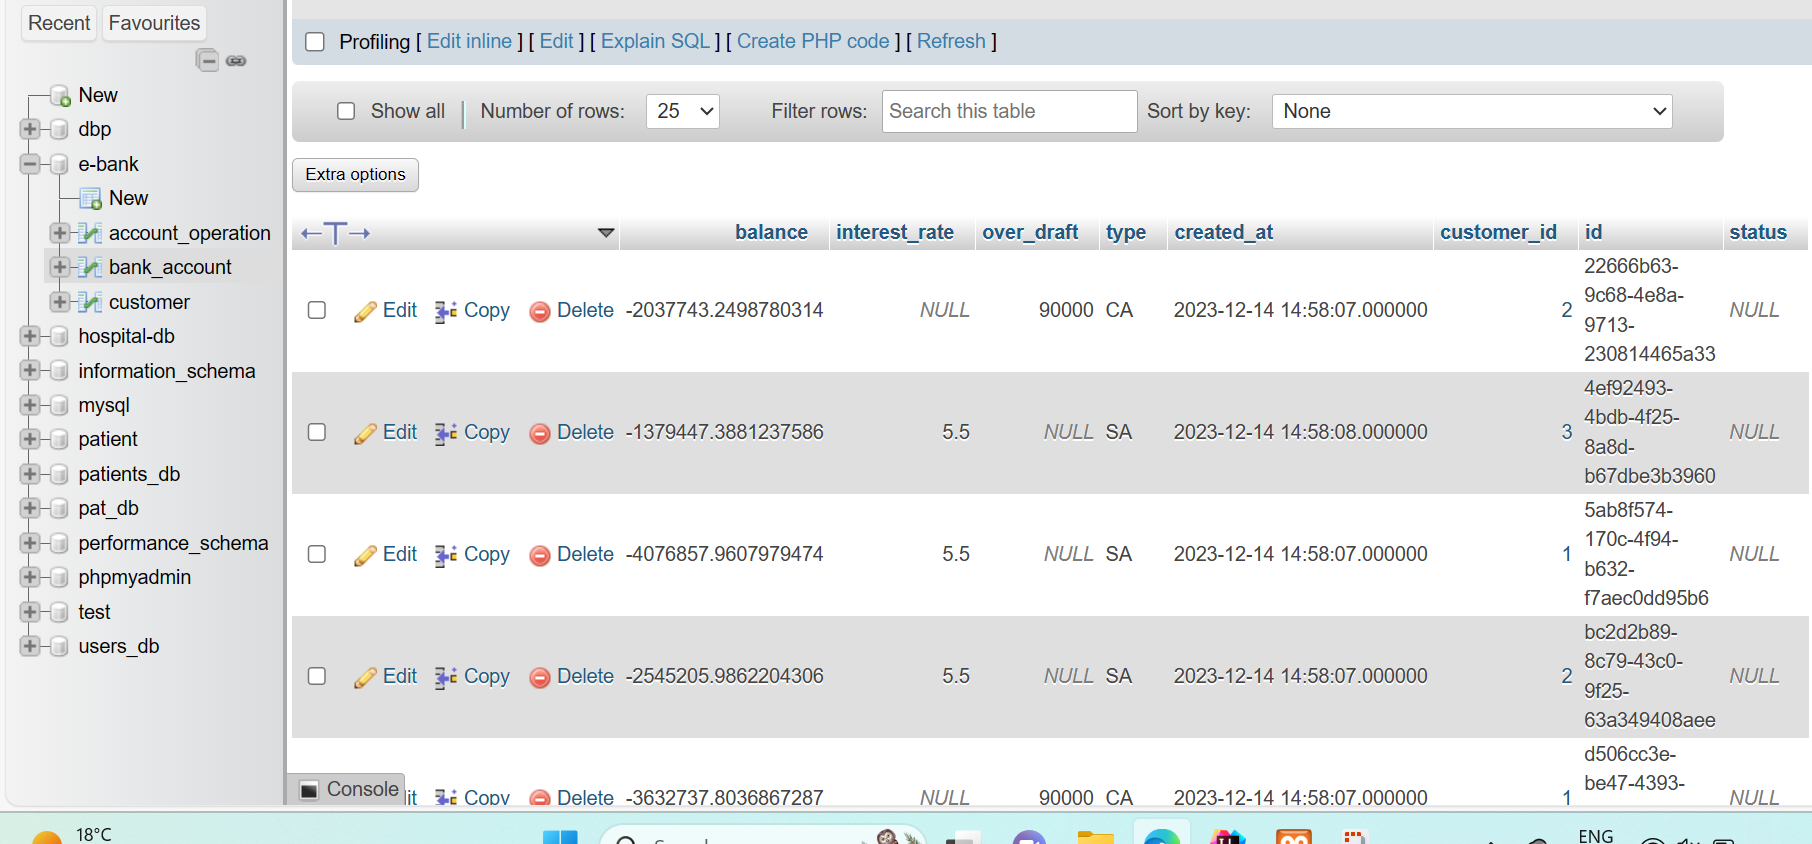 Recent Favourites
New
dbp
e-bank
New
account_operation
bank_account
customer
hospital-db
information_schema
mysql
patient
patients_db
pat_db
performance_schema
phpmyadmin
test
users_db
Profiling [ Edit inline ] [ Edit ] [ Explain SQL ] [ Create PHP code ] [ Refresh ]
Show all Number of rows: 25 Filter rows: Search this table Sort by key: None
Extra options
balance interest_rate over_draft type created_at customer_id id status
Edit Copy Delete -2037743.2498780314 NULL 90000 CA 2023-12-14 14:58:07.000000 2 22666b63-
9c68-4e8a-
9713-
230814465a33 NULL
Edit Copy Delete -1379447.3881237586 5.5 NULL SA 2023-12-14 14:58:08.000000 3 4ef92493-
4bdb-4f25-
8a8d-
b67dbe3b3960 NULL
Edit Copy Delete -4076857.9607979474 5.5 NULL SA 2023-12-14 14:58:07.000000 1 5ab8f574-
170c-4f94-
b632-
f7aec0dd95b6 NULL
Edit Copy Delete -2545205.9862204306 5.5 NULL SA 2023-12-14 14:58:07.000000 2 bc2d2b89-
8c79-43c0-
9f25-
63a349408aee NULL
Copy Delete -3632737.8036867287 NULL 90000 CA 2023-12-14 14:58:07.000000 1 d506cc3e-
be47-4393- NULL
Console
18°C
ENG